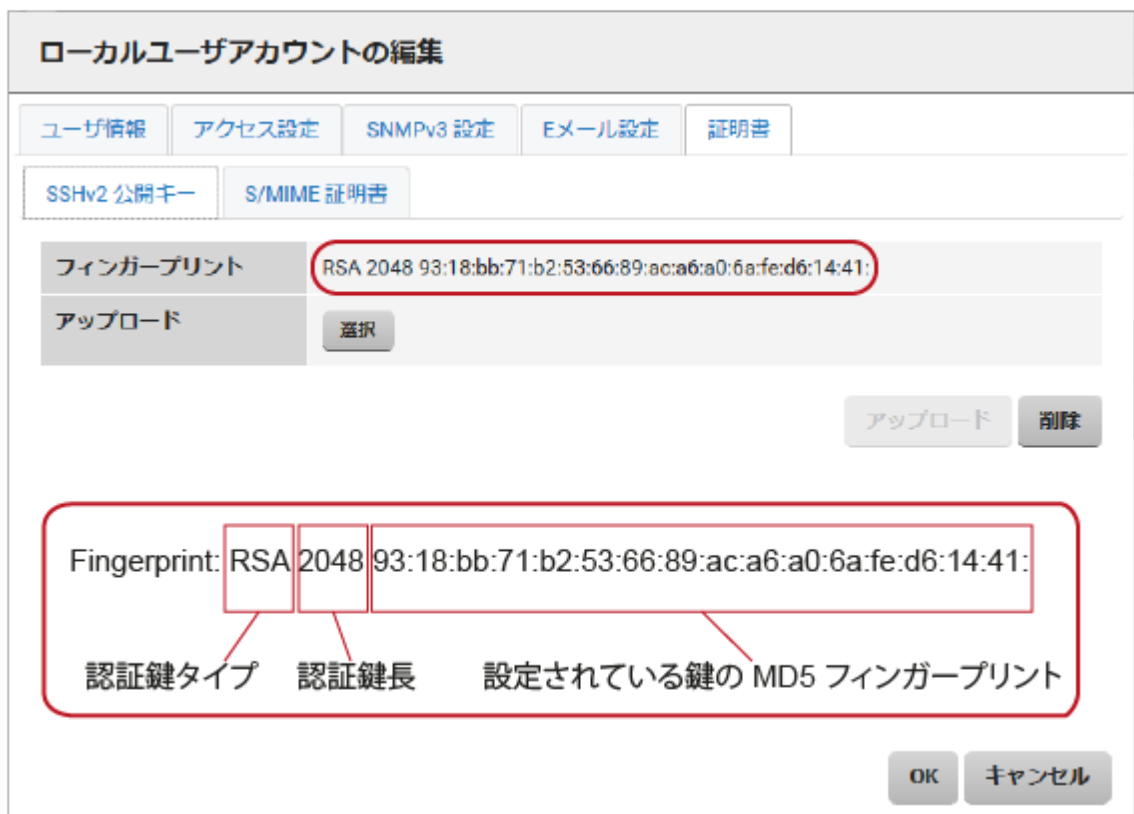 ローカルユーザアカウントの編集
ユーザ情報 アクセス設定 SNMPv3 設定 Eメール設定 証明書
SSHv2 公開キー S/MIME 証明書
フィンガープリント RSA 2048 93:18:bb:71:b2:53:66:89:ac:a6:a0:6a:fe:d6:14:41:
アップロード 選択
アップロード 削除
Fingerprint: RSA 2048 93:18:bb:71:b2:53:66:89:ac:a6:a0:6a:fe:d6:14:41:
認証鍵タイプ 認証鍵長 設定されている鍵の MD5 フィンガープリント
OK キャンセル